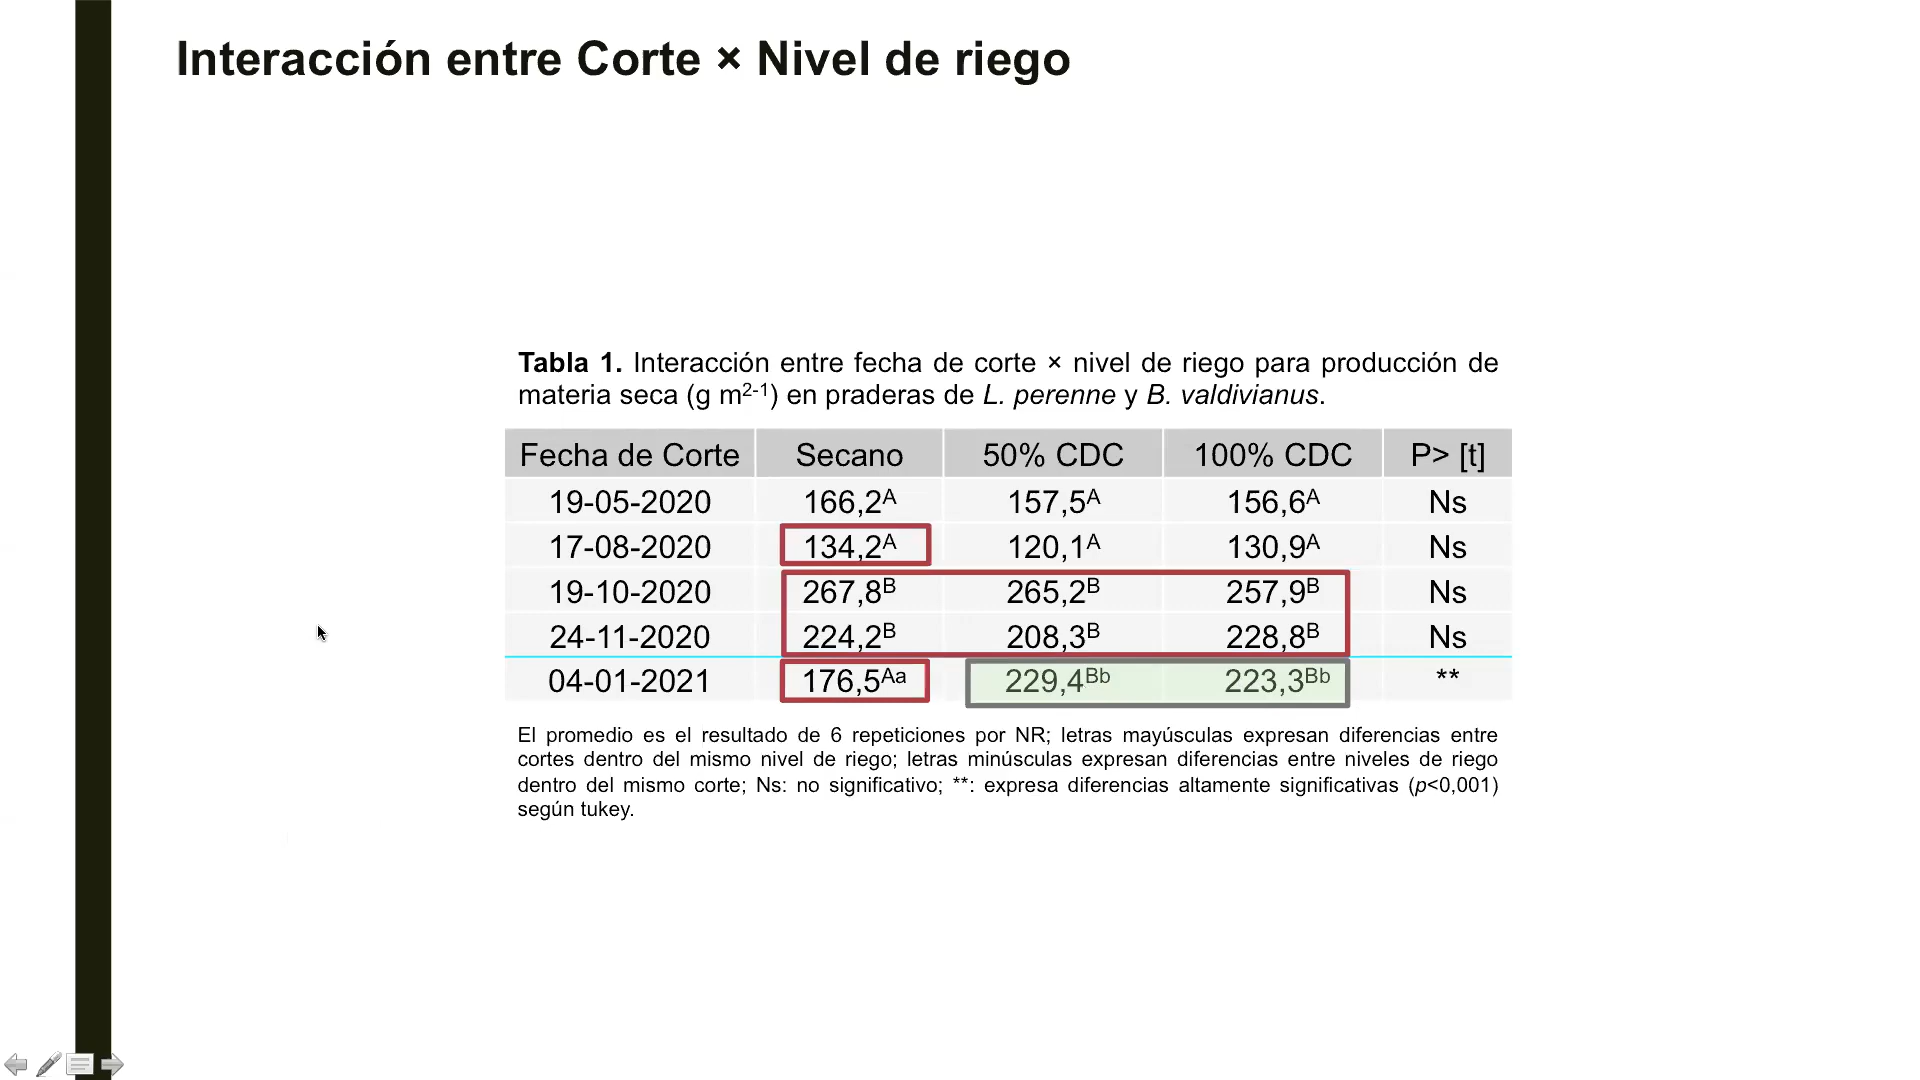 Interacción entre Corte × Nivel de riego
Tabla 1. Interacción entre fecha de corte × nivel de riego para producción de
materia seca (g m2-1) en praderas de L. perenne y B. valdivianus.
Fecha de Corte Secano 50% CDC 100% CDC P> [t]
19-05-2020 166,2A 157,5A 156,6A Ns
17-08-2020 134,2A 120,1A 130,9A Ns
19-10-2020 267,8B 265,2B 257,9B Ns
24-11-2020 224,2B 208,3B 228,8B Ns
04-01-2021 176,5Aa 229,4Bb 223,3Bb **
El promedio es el resultado de 6 repeticiones por NR; letras mayúsculas expresan diferencias entre
cortes dentro del mismo nivel de riego; letras minúsculas expresan diferencias entre niveles de riego
dentro del mismo corte; Ns: no significativo; **: expresa diferencias altamente significativas (p<0,001)
según tukey.